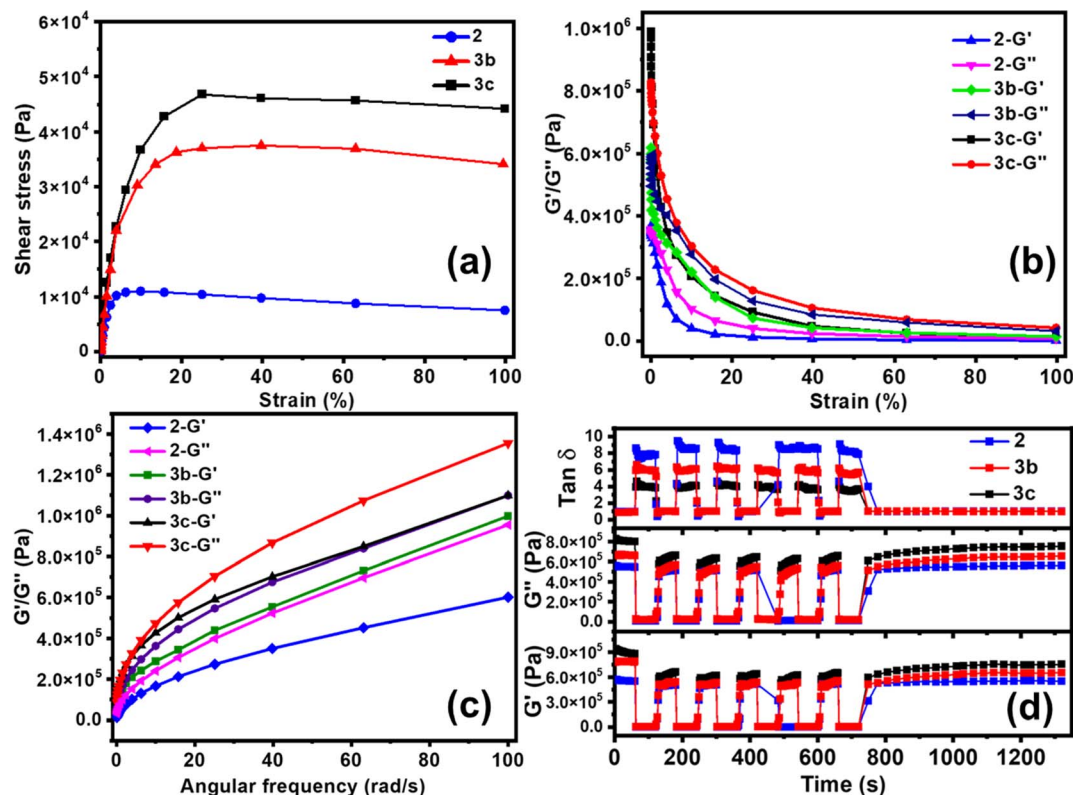 (a)
6×10⁴
5×10⁴
4×10⁴
3×10⁴
2×10⁴
1×10⁴
0
Shear stress (Pa)
2
3b
3c
0 20 40 60 80 100
Strain (%)
(b)
1.0×10⁶
8.0×10⁵
6.0×10⁵
4.0×10⁵
2.0×10⁵
0.0
G'/G'' (Pa)
2-G'
2-G''
3b-G'
3b-G''
3c-G'
3c-G''
0 20 40 60 80 100
Strain (%)
(c)
1.4×10⁶
1.2×10⁶
1.0×10⁶
8.0×10⁵
6.0×10⁵
4.0×10⁵
2.0×10⁵
0.0
G'/G'' (Pa)
2-G'
2-G''
3b-G'
3b-G''
3c-G'
3c-G''
0 20 40 60 80 100
Angular frequency (rad/s)
(d)
10
8
6
4
2
0
Tan δ
2
3b
3c
8.0×10⁵
6.0×10⁵
4.0×10⁵
2.0×10⁵
0.0
G'' (Pa)
9.0×10⁵
6.0×10⁵
3.0×10⁵
0.0
G' (Pa)
0 200 400 600 800 1000 1200
Time (s)